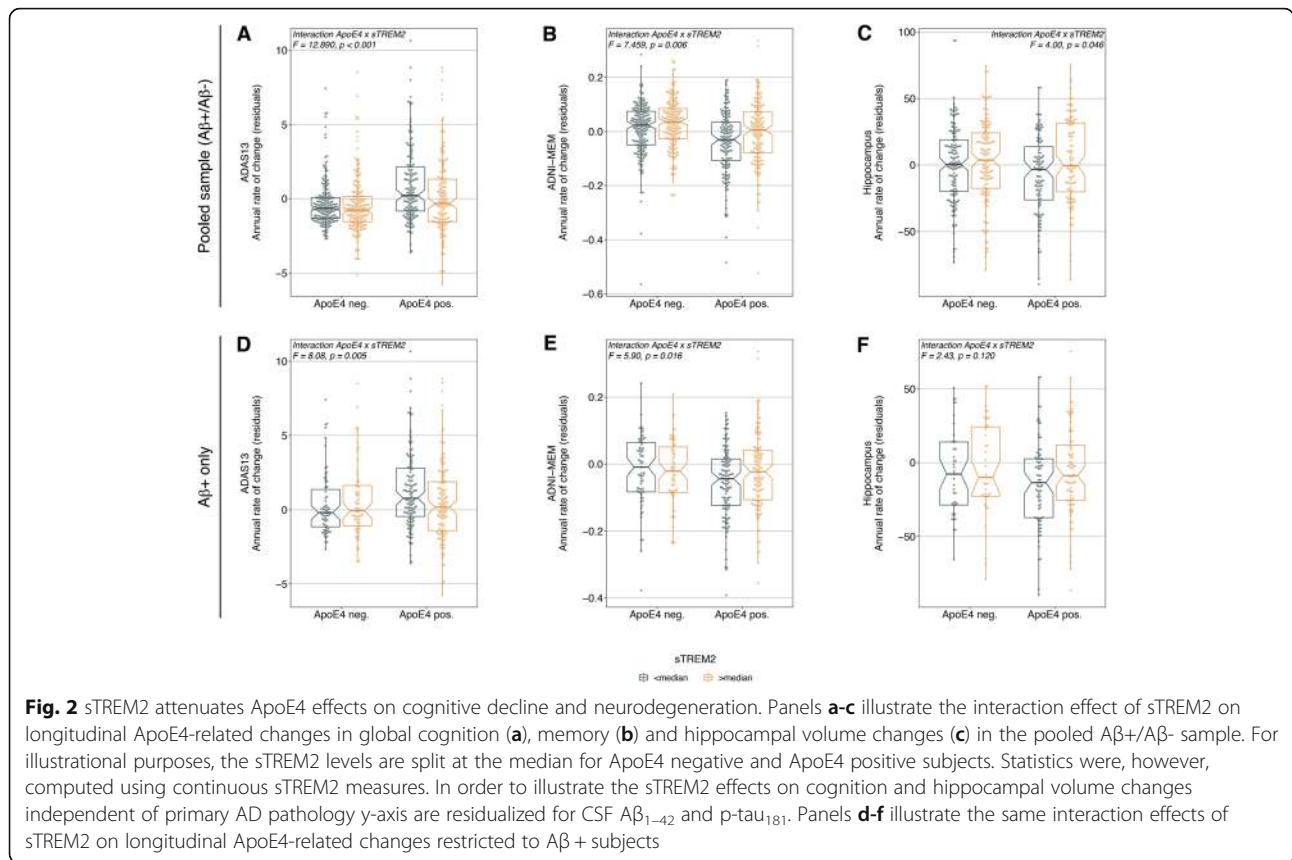 A
Interaction ApoE4 x sTREM2
F = 12.890, p < 0.001
Pooled sample (Aβ+/Aβ-)
ADAS13
Annual rate of change (residuals)
10
5
0
−5
ApoE4 neg.
ApoE4 pos.
B
Interaction ApoE4 x sTREM2
F = 7.459, p = 0.006
ADNI−MEM
Annual rate of change (residuals)
0.2
0.0
−0.2
−0.4
−0.6
ApoE4 neg.
ApoE4 pos.
C
Interaction ApoE4 x sTREM2
F = 4.00, p = 0.046
Hippocampus
Annual rate of change (residuals)
100
50
0
−50
ApoE4 neg.
ApoE4 pos.
D
Interaction ApoE4 x sTREM2
F = 8.08, p = 0.005
Aβ+ only
ADAS13
Annual rate of change (residuals)
10
5
0
−5
ApoE4 neg.
ApoE4 pos.
E
Interaction ApoE4 x sTREM2
F = 5.90, p = 0.016
ADNI−MEM
Annual rate of change (residuals)
0.2
0.0
−0.2
−0.4
ApoE4 neg.
ApoE4 pos.
F
Interaction ApoE4 x sTREM2
F = 2.43, p = 0.120
Hippocampus
Annual rate of change (residuals)
50
0
−50
ApoE4 neg.
ApoE4 pos.
sTREM2
<median >median
Fig. 2 sTREM2 attenuates ApoE4 effects on cognitive decline and neurodegeneration. Panels a-c illustrate the interaction effect of sTREM2 on
longitudinal ApoE4-related changes in global cognition (a), memory (b) and hippocampal volume changes (c) in the pooled Aβ+/Aβ- sample. For
illustrational purposes, the sTREM2 levels are split at the median for ApoE4 negative and ApoE4 positive subjects. Statistics were, however,
computed using continuous sTREM2 measures. In order to illustrate the sTREM2 effects on cognition and hippocampal volume changes
independent of primary AD pathology y-axis are residualized for CSF Aβ1–42 and p-tau181. Panels d-f illustrate the same interaction effects of
sTREM2 on longitudinal ApoE4-related changes restricted to Aβ + subjects